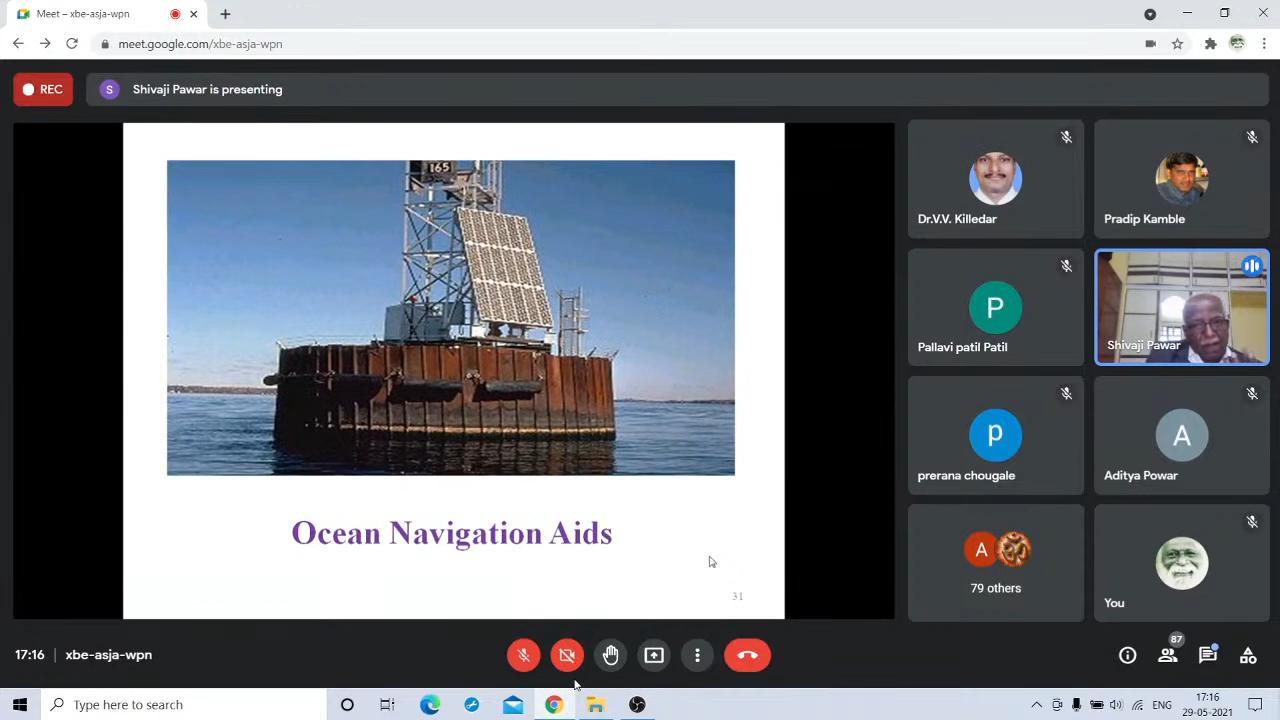 Meet – xbe-asja-wpn
meet.google.com/xbe-asja-wpn
REC
S
Shivaji Pawar is presenting
165
Ocean Navigation Aids
31
Dr.V.V. Killedar
Pradip Kamble
P
Pallavi patil Patil
Shivaji Pawar
p
prerana chougale
A
Aditya Powar
A
79 others
You
17:16
xbe-asja-wpn
87
Type here to search
ENG
17:16
29-05-2021